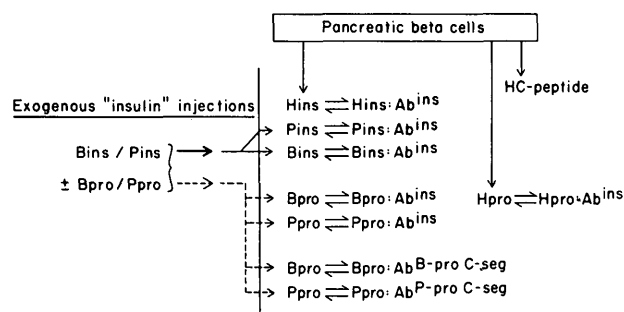 Pancreatic beta cells
HC-peptide
Exogenous "insulin" injections
Hins ⇌ Hins: Ab^ins
Pins ⇌ Pins: Ab^ins
Bins / Pins
Bins ⇌ Bins: Ab^ins
± Bpro / Ppro
Bpro ⇌ Bpro: Ab^ins
Hpro ⇌ Hpro·Ab^ins
Ppro ⇌ Ppro: Ab^ins
Bpro ⇌ Bpro: Ab^B-pro C-seg
Ppro ⇌ Ppro: Ab^P-pro C-seg